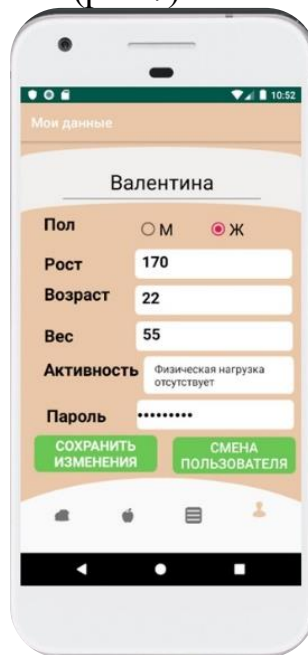 10:52
Мои данные
Валентина
Пол М Ж
Рост 170
Возраст 22
Вес 55
Активность Физическая нагрузка
отсутствует
Пароль •••••••••
СОХРАНИТЬ
ИЗМЕНЕНИЯ
СМЕНА
ПОЛЬЗОВАТЕЛЯ